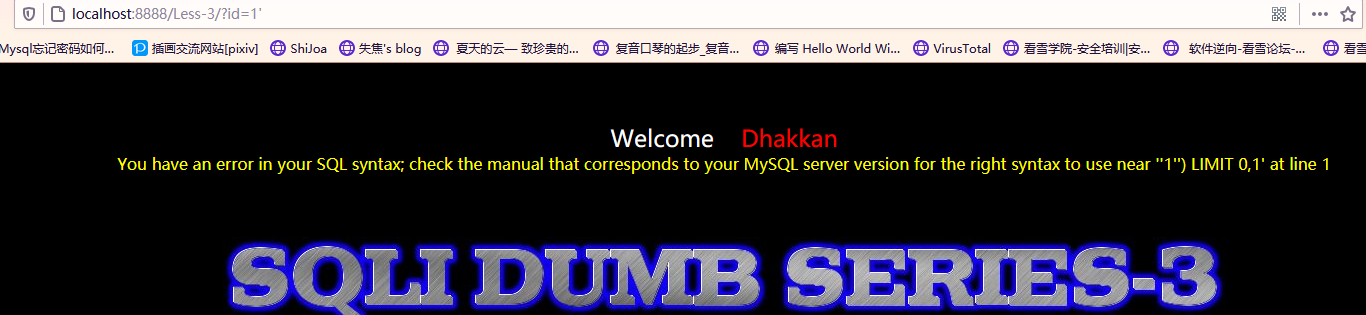 localhost:8888/Less-3/?id=1'
Mysql忘记密码如何... 插画交流网站[pixiv] ShiJoa 失焦's blog 夏天的云— 致珍贵的... 复音口琴的起步_复音... 编写 Hello World Wi... VirusTotal 看雪学院-安全培训|安... 软件逆向-看雪论坛-... 看雪
Welcome Dhakkan
You have an error in your SQL syntax; check the manual that corresponds to your MySQL server version for the right syntax to use near ''1'') LIMIT 0,1' at line 1
SQLI DUMB SERIES-3